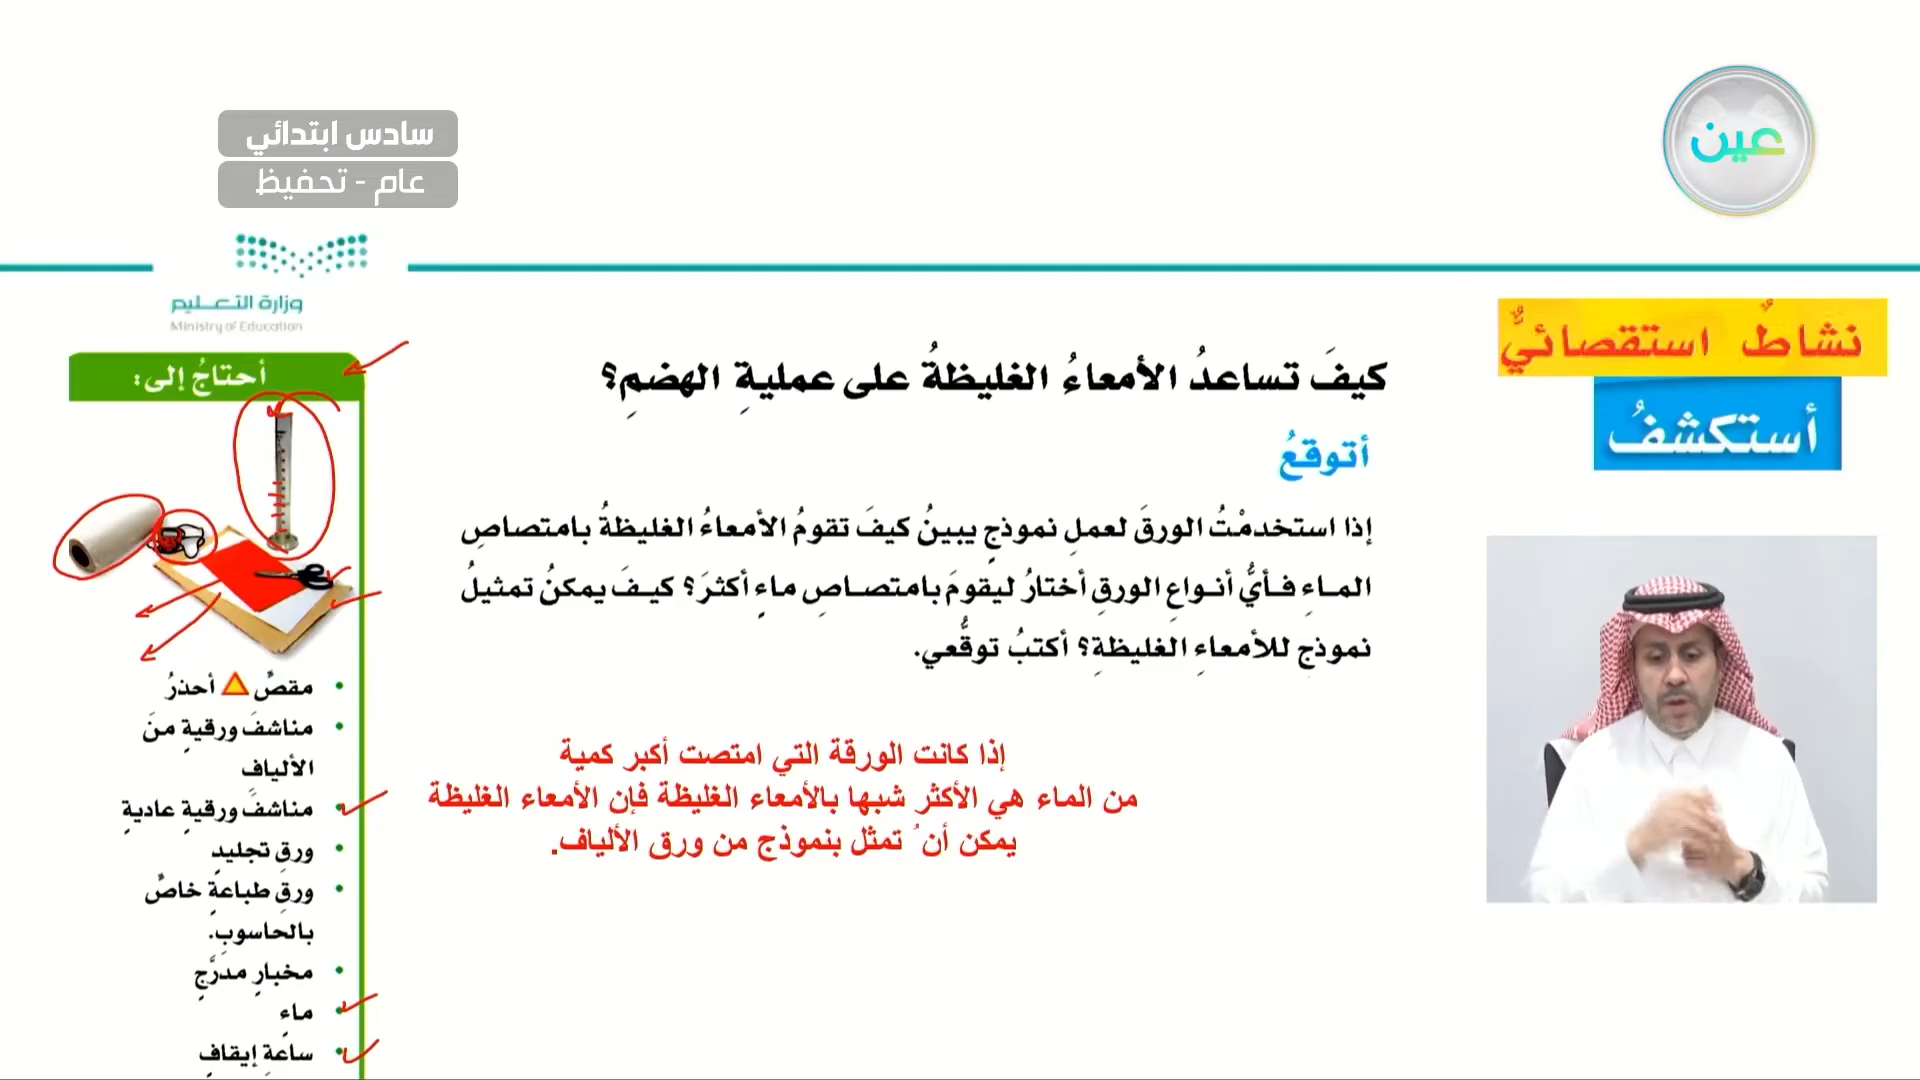 سادس ابتدائي
عام - تحفيظ
عين
وزارة التعليم
Ministry of Education
نشاطٌ استقصائيٌّ
أستكشفُ
كيفَ تساعدُ الأمعاءُ الغليظةُ على عمليةِ الهضمِ؟
أتوقعُ
إذا استخدمْتُ الورقَ لعملِ نموذجٍ يبينُ كيفَ تقومُ الأمعاءُ الغليظةُ بامتصاصِ
الماءِ فأيُّ أنواعِ الورقِ أختارُ ليقومَ بامتصاصِ ماءٍ أكثرَ؟ كيفَ يمكنُ تمثيلُ
نموذجٍ للأمعاءِ الغليظةِ؟ أكتبُ توقُّعي.
إذا كانت الورقة التي امتصت أكبر كمية
من الماء هي الأكثر شبها بالأمعاء الغليظة فإن الأمعاء الغليظة
يمكن أن ُ تمثل بنموذج من ورق الألياف.
أحتاجُ إلى:
• مقصٍّ أحذرُ
• مناشفَ ورقيةٍ منَ
الأليافِ
• مناشفَ ورقيةٍ عاديةٍ
• ورقِ تجليدٍ
• ورقِ طباعةٍ خاصٍّ
بالحاسوبِ.
• مخبارٍ مدرَّجٍ
• ماءٍ
• ساعةِ إيقافٍ